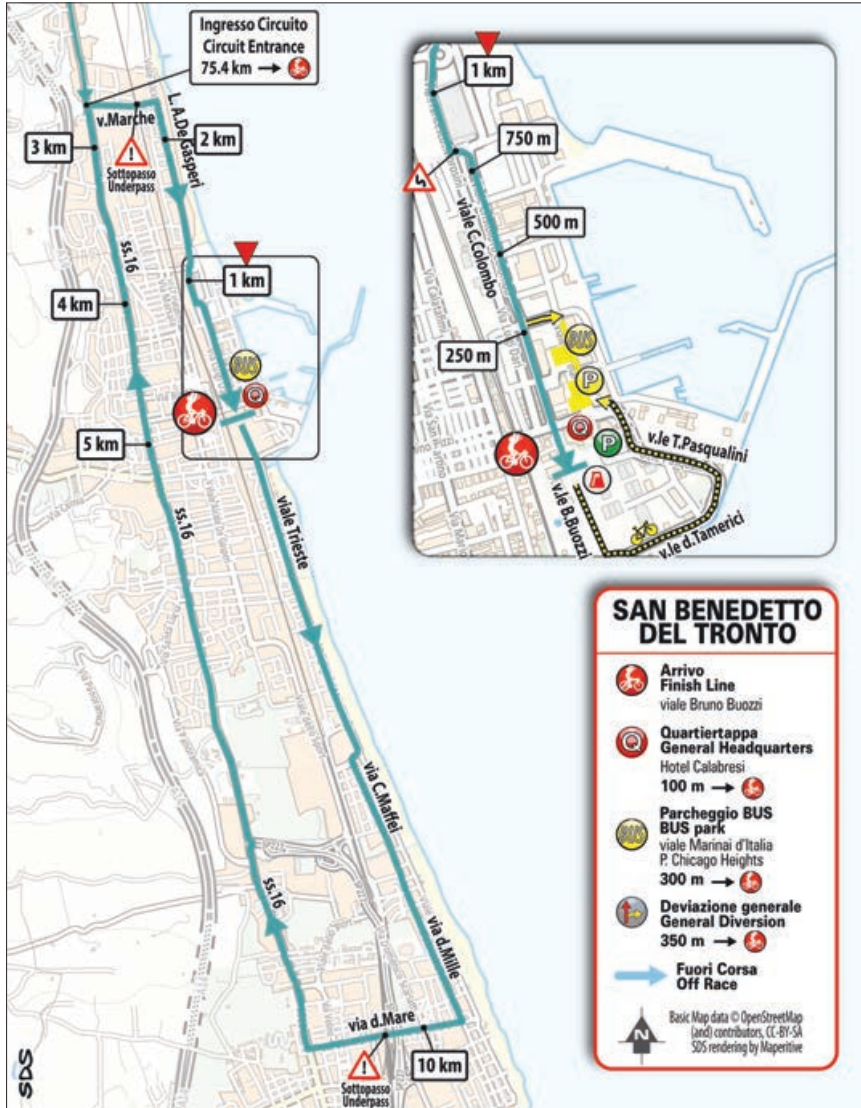 Ingresso Circuito
Circuit Entrance
75.4 km
v.Marche
L. A.De Gasperi
3 km
!
Sottopasso
Underpass
2 km
ss.16
1 km
4 km
BUS
Q
5 km
ss.16
viale Trieste
via C.Maffei
ss.16
via d.Mille
via d.Mare
10 km
!
Sottopasso
Underpass
SDS
1 km
750 m
viale C.Colombo
500 m
250 m
BUS
P
Q
P
v.le T.Pasqualini
v.le B.Buozzi
v.le d.Tamerici
SAN BENEDETTO
DEL TRONTO
Arrivo
Finish Line
viale Bruno Buozzi
Q
Quartiertappa
General Headquarters
Hotel Calabresi
100 m
BUS
Parcheggio BUS
BUS park
viale Marinai d'Italia
P. Chicago Heights
300 m
Deviazione generale
General Diversion
350 m
Fuori Corsa
Off Race
N
Basic Map data © OpenStreetMap
(and) contributors, CC-BY-SA
SDS rendering by Maperitive